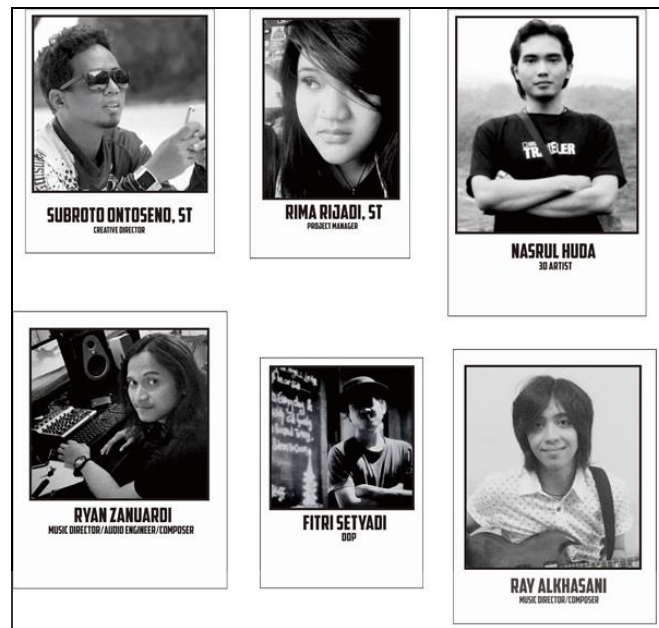 SUBROTO ONTOSENO, ST
CREATIVE DIRECTOR
RIMA RIJADI, ST
PROJECT MANAGER
TRAVELER
NASRUL HUDA
3D ARTIST
RYAN ZANUARDI
MUSIC DIRECTOR/AUDIO ENGINEER/COMPOSER
FITRI SETYADI
DOP
RAY ALKHASANI
MUSIC DIRECTOR/COMPOSER